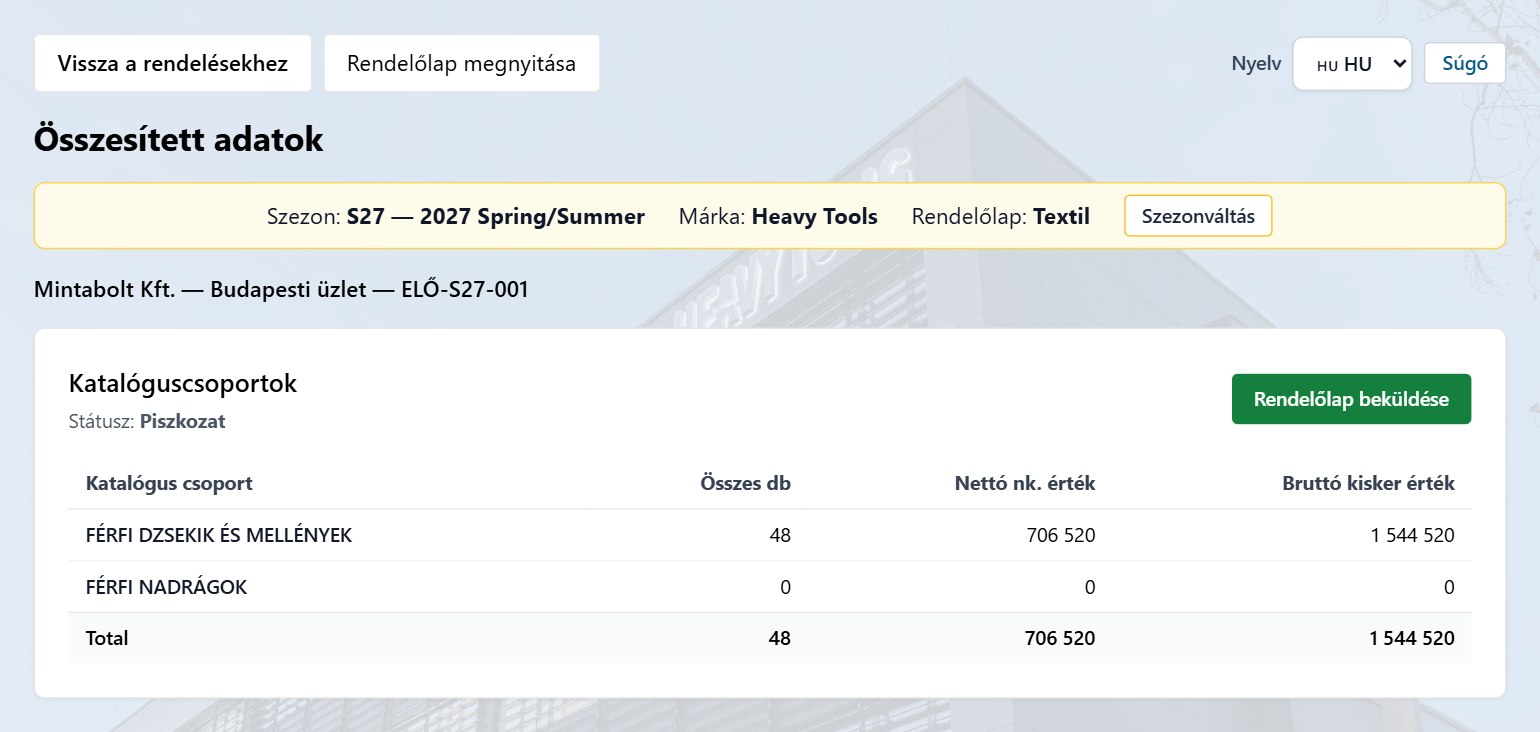 Vissza a rendelésekhez Rendelőlap megnyitása Nyelv HU HU Súgó
Összesített adatok
Szezon: S27 — 2027 Spring/Summer Márka: Heavy Tools Rendelőlap: Textil Szezonváltás
Mintabolt Kft. — Budapesti üzlet — ELŐ-S27-001
HEAVY TOOLS
Katalóguscsoportok
Rendelőlap beküldése
Státusz: Piszkozat
Katalógus csoport Összes db Nettó nk. érték Bruttó kisker érték
FÉRFI DZSEKIK ÉS MELLÉNYEK 48 706 520 1 544 520
FÉRFI NADRÁGOK 0 0 0
Total 48 706 520 1 544 520